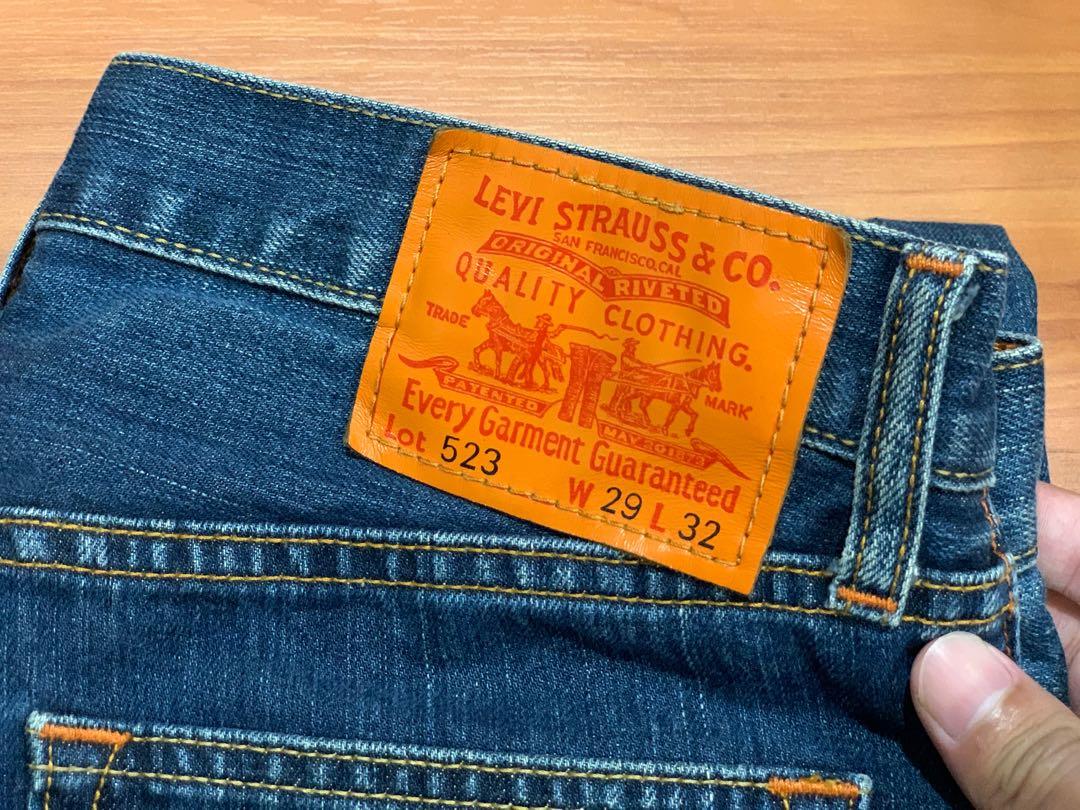 LEVI STRAUSS & CO.
SAN FRANCISCO, CAL
ORIGINAL RIVETED
QUALITY CLOTHING.
TRADE MARK
PATENTED MAY 20 1873
Every Garment Guaranteed
Lot 523
W 29 L 32